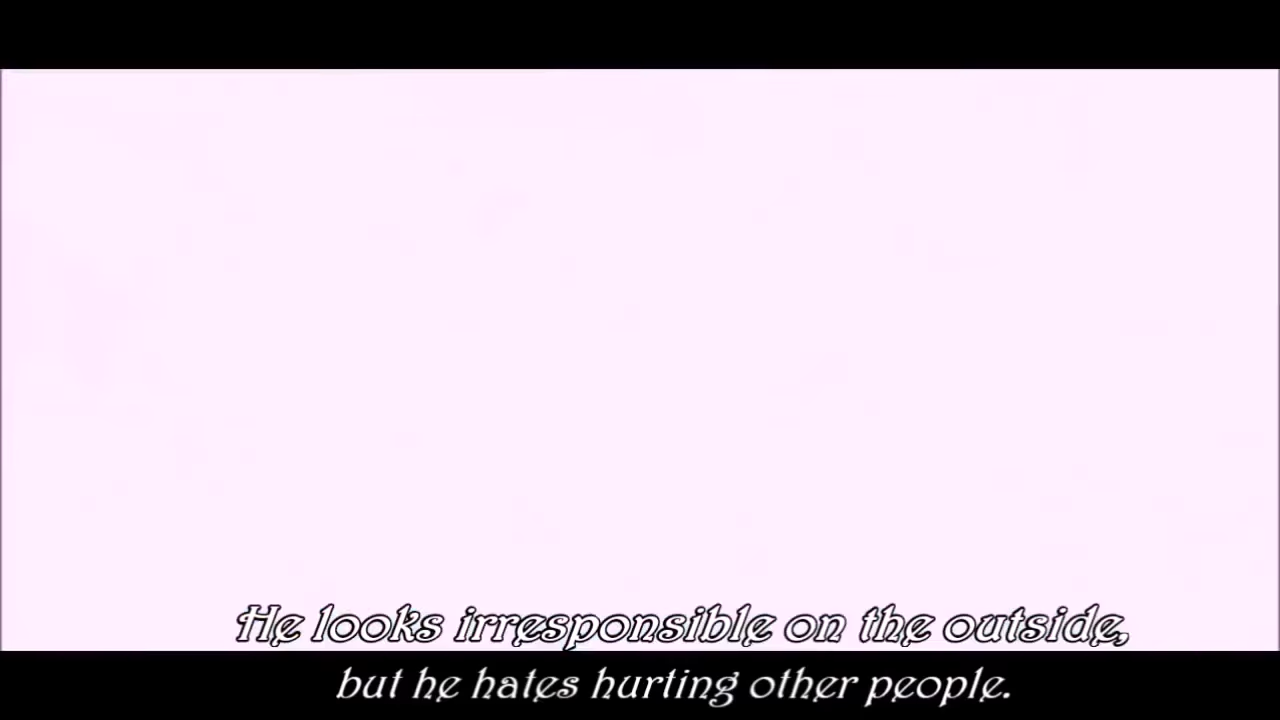 He looks irresponsible on the outside,
but he hates hurting other people.